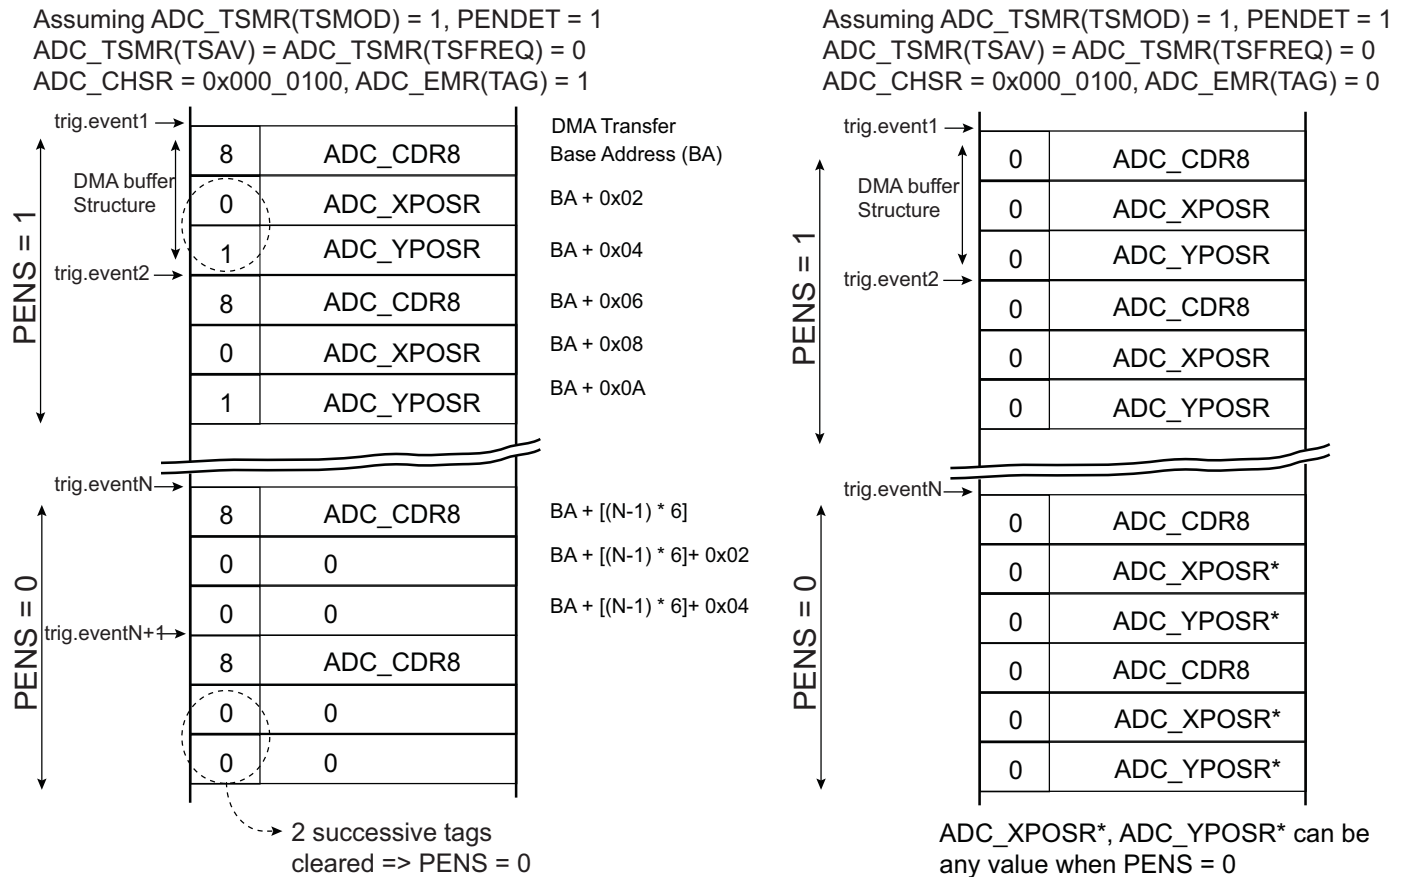 Assuming ADC_TSMR(TSMOD) = 1, PENDET = 1
ADC_TSMR(TSAV) = ADC_TSMR(TSFREQ) = 0
ADC_CHSR = 0x000_0100, ADC_EMR(TAG) = 1
trig.event1
DMA Transfer
8 ADC_CDR8 Base Address (BA)
DMA buffer
Structure
0 ADC_XPOSR BA + 0x02
1 ADC_YPOSR BA + 0x04
PENS = 1
trig.event2
8 ADC_CDR8 BA + 0x06
0 ADC_XPOSR BA + 0x08
1 ADC_YPOSR BA + 0x0A
trig.eventN
8 ADC_CDR8 BA + [(N-1) * 6]
0 0 BA + [(N-1) * 6]+ 0x02
0 0 BA + [(N-1) * 6]+ 0x04
PENS = 0
trig.eventN+1
8 ADC_CDR8
0 0
0 0
2 successive tags
cleared => PENS = 0
Assuming ADC_TSMR(TSMOD) = 1, PENDET = 1
ADC_TSMR(TSAV) = ADC_TSMR(TSFREQ) = 0
ADC_CHSR = 0x000_0100, ADC_EMR(TAG) = 0
trig.event1
0 ADC_CDR8
DMA buffer
Structure
0 ADC_XPOSR
0 ADC_YPOSR
PENS = 1
trig.event2
0 ADC_CDR8
0 ADC_XPOSR
0 ADC_YPOSR
trig.eventN
0 ADC_CDR8
0 ADC_XPOSR*
0 ADC_YPOSR*
PENS = 0
0 ADC_CDR8
0 ADC_XPOSR*
0 ADC_YPOSR*
ADC_XPOSR*, ADC_YPOSR* can be
any value when PENS = 0